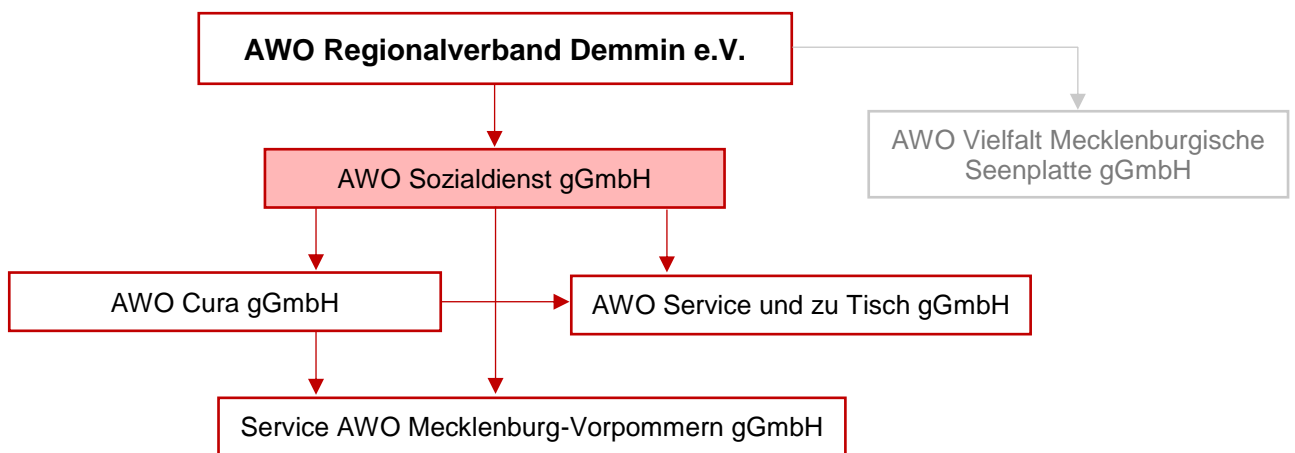 AWO Regionalverband Demmin e.V.
AWO Vielfalt Mecklenburgische
Seenplatte gGmbH
AWO Sozialdienst gGmbH
AWO Cura gGmbH
AWO Service und zu Tisch gGmbH
Service AWO Mecklenburg-Vorpommern gGmbH